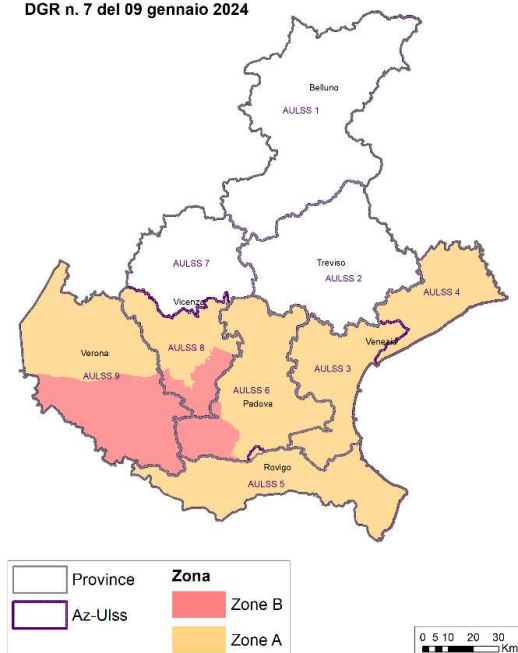 DGR n. 7 del 09 gennaio 2024
Belluno
AULSS 1
AULSS 7
Treviso
AULSS 2
Vicenza
AULSS 4
Venezia
Verona
AULSS 8
AULSS 3
AULSS 9
AULSS 6
Padova
Rovigo
AULSS 5
Province
Az-Ulss
Zona
Zone B
Zone A
0 5 10 20 30
Km